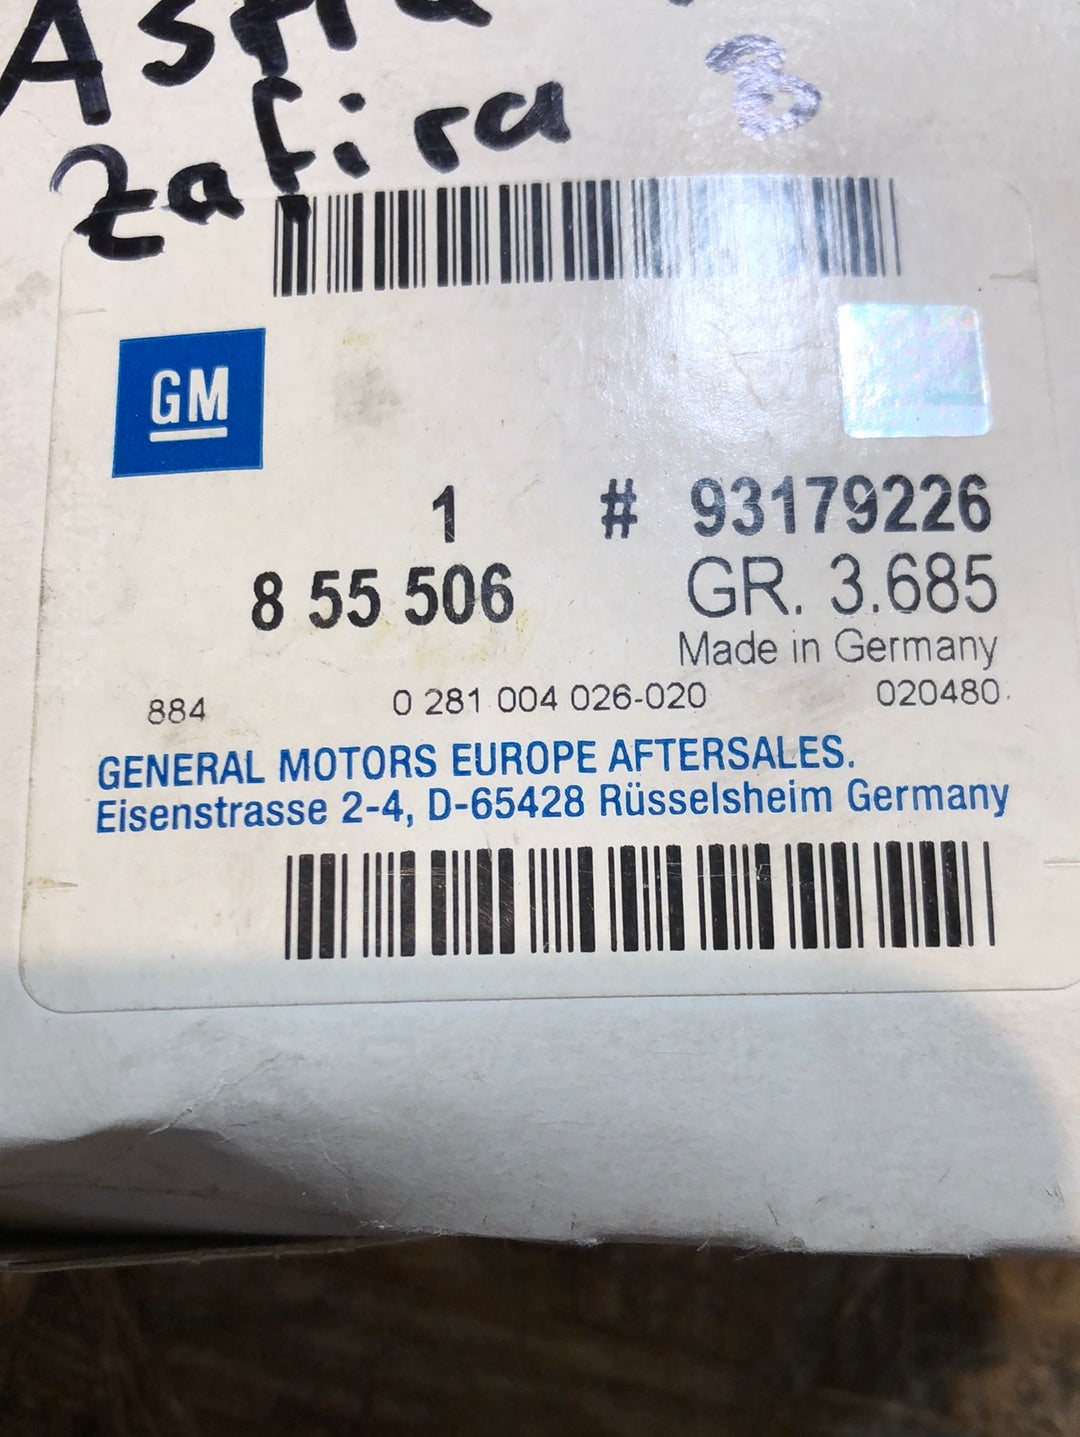 Astra
Zafira B
GM
1 # 93179226
8 55 506 GR. 3.685
Made in Germany
884 0 281 004 026-020 020480
GENERAL MOTORS EUROPE AFTERSALES.
Eisenstrasse 2-4, D-65428 Rüsselsheim Germany